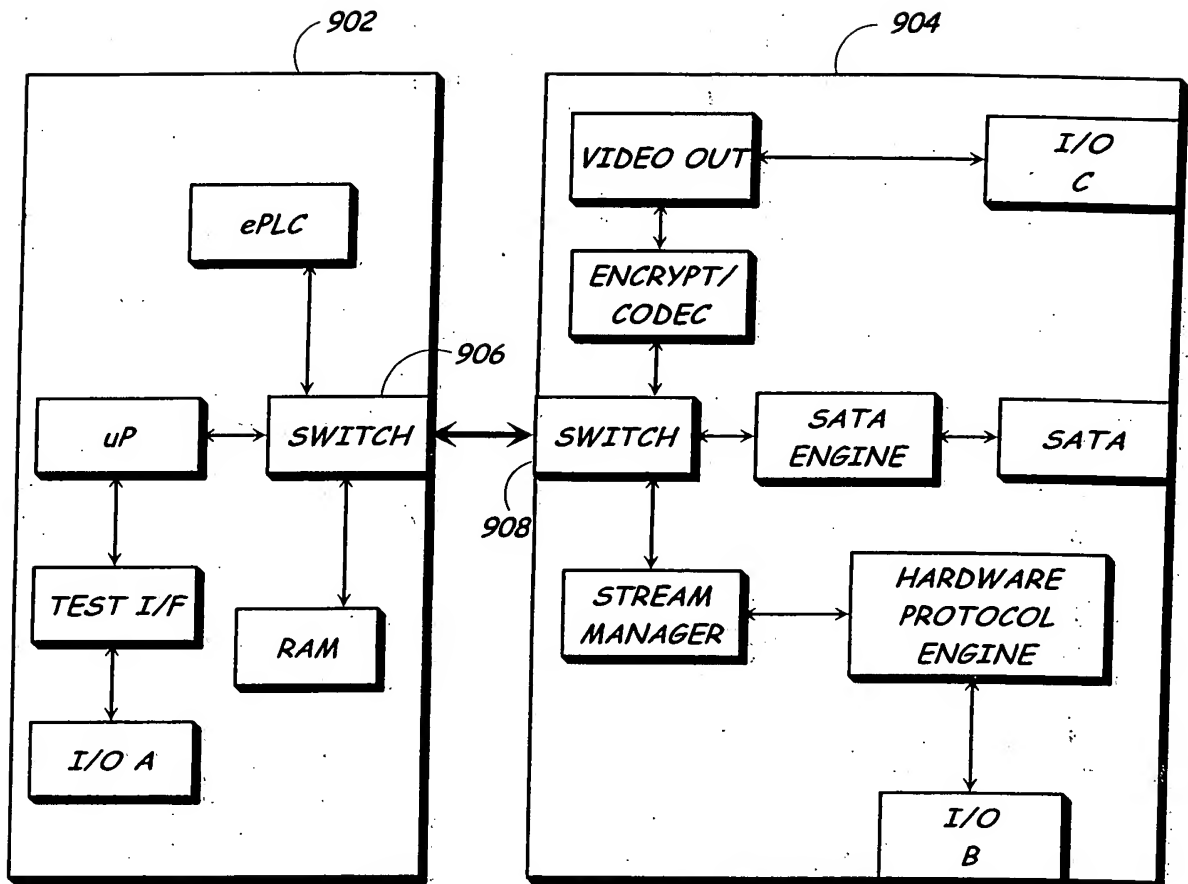 902
904
ePLC
uP
SWITCH
906
TEST I/F
RAM
I/O A
VIDEO OUT
I/O
C
ENCRYPT/
CODEC
SWITCH
908
SATA
ENGINE
SATA
STREAM
MANAGER
HARDWARE
PROTOCOL
ENGINE
I/O
B